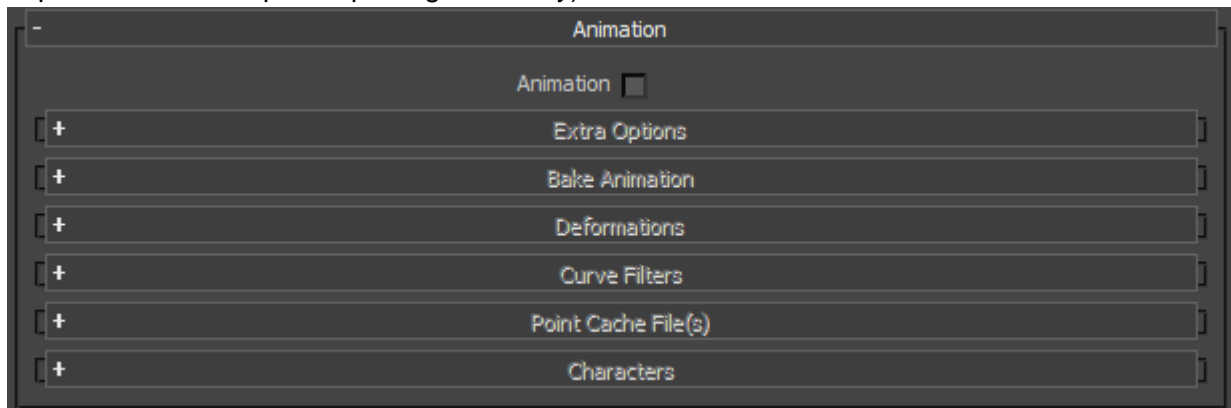 - Animation
Animation
+ Extra Options
+ Bake Animation
+ Deformations
+ Curve Filters
+ Point Cache File(s)
+ Characters